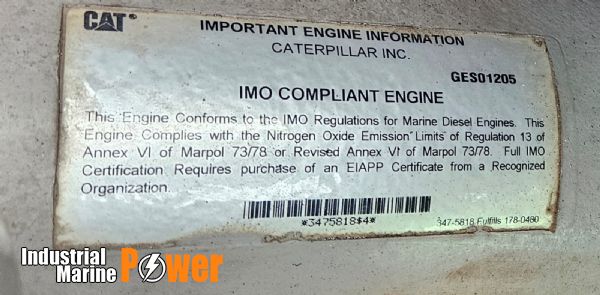 CAT®
IMPORTANT ENGINE INFORMATION
CATERPILLAR INC.
GES01205
IMO COMPLIANT ENGINE
This Engine Conforms to the IMO Regulations for Marine Diesel Engines. This
Engine Complies with the Nitrogen Oxide Emission Limits of Regulation 13 of
Annex VI of Marpol 73/78 or Revised Annex VI of Marpol 73/78. Full IMO
Certification Requires purchase of an EIAPP Certificate from a Recognized
Organization.
*3475818$4*
347-5818 Fulfills 178-0480
Industrial
Marine Power